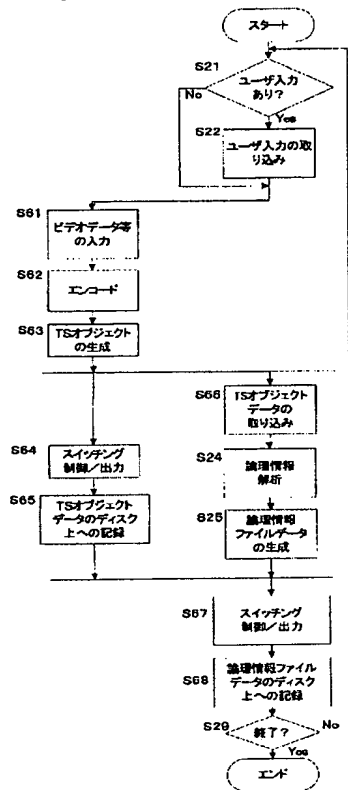 スタート
S21
ユーザ入力
あり?
No
Yes
S22
ユーザ入力の取
り込み
S61
ビデオデータ等
の入力
S62
エンコード
S63
TSオブジェクト
の生成
S64
スイッチング
制御/出力
S65
TSオブジェクト
データのディスク
上への記録
S66
TSオブジェクト
データの
取り込み
S24
論理情報
解析
S25
論理情報
ファイルデータ
の生成
S67
スイッチング
制御/出力
S68
論理情報ファイル
データのディスク
上への記録
S29
終了?
No
Yes
エンド